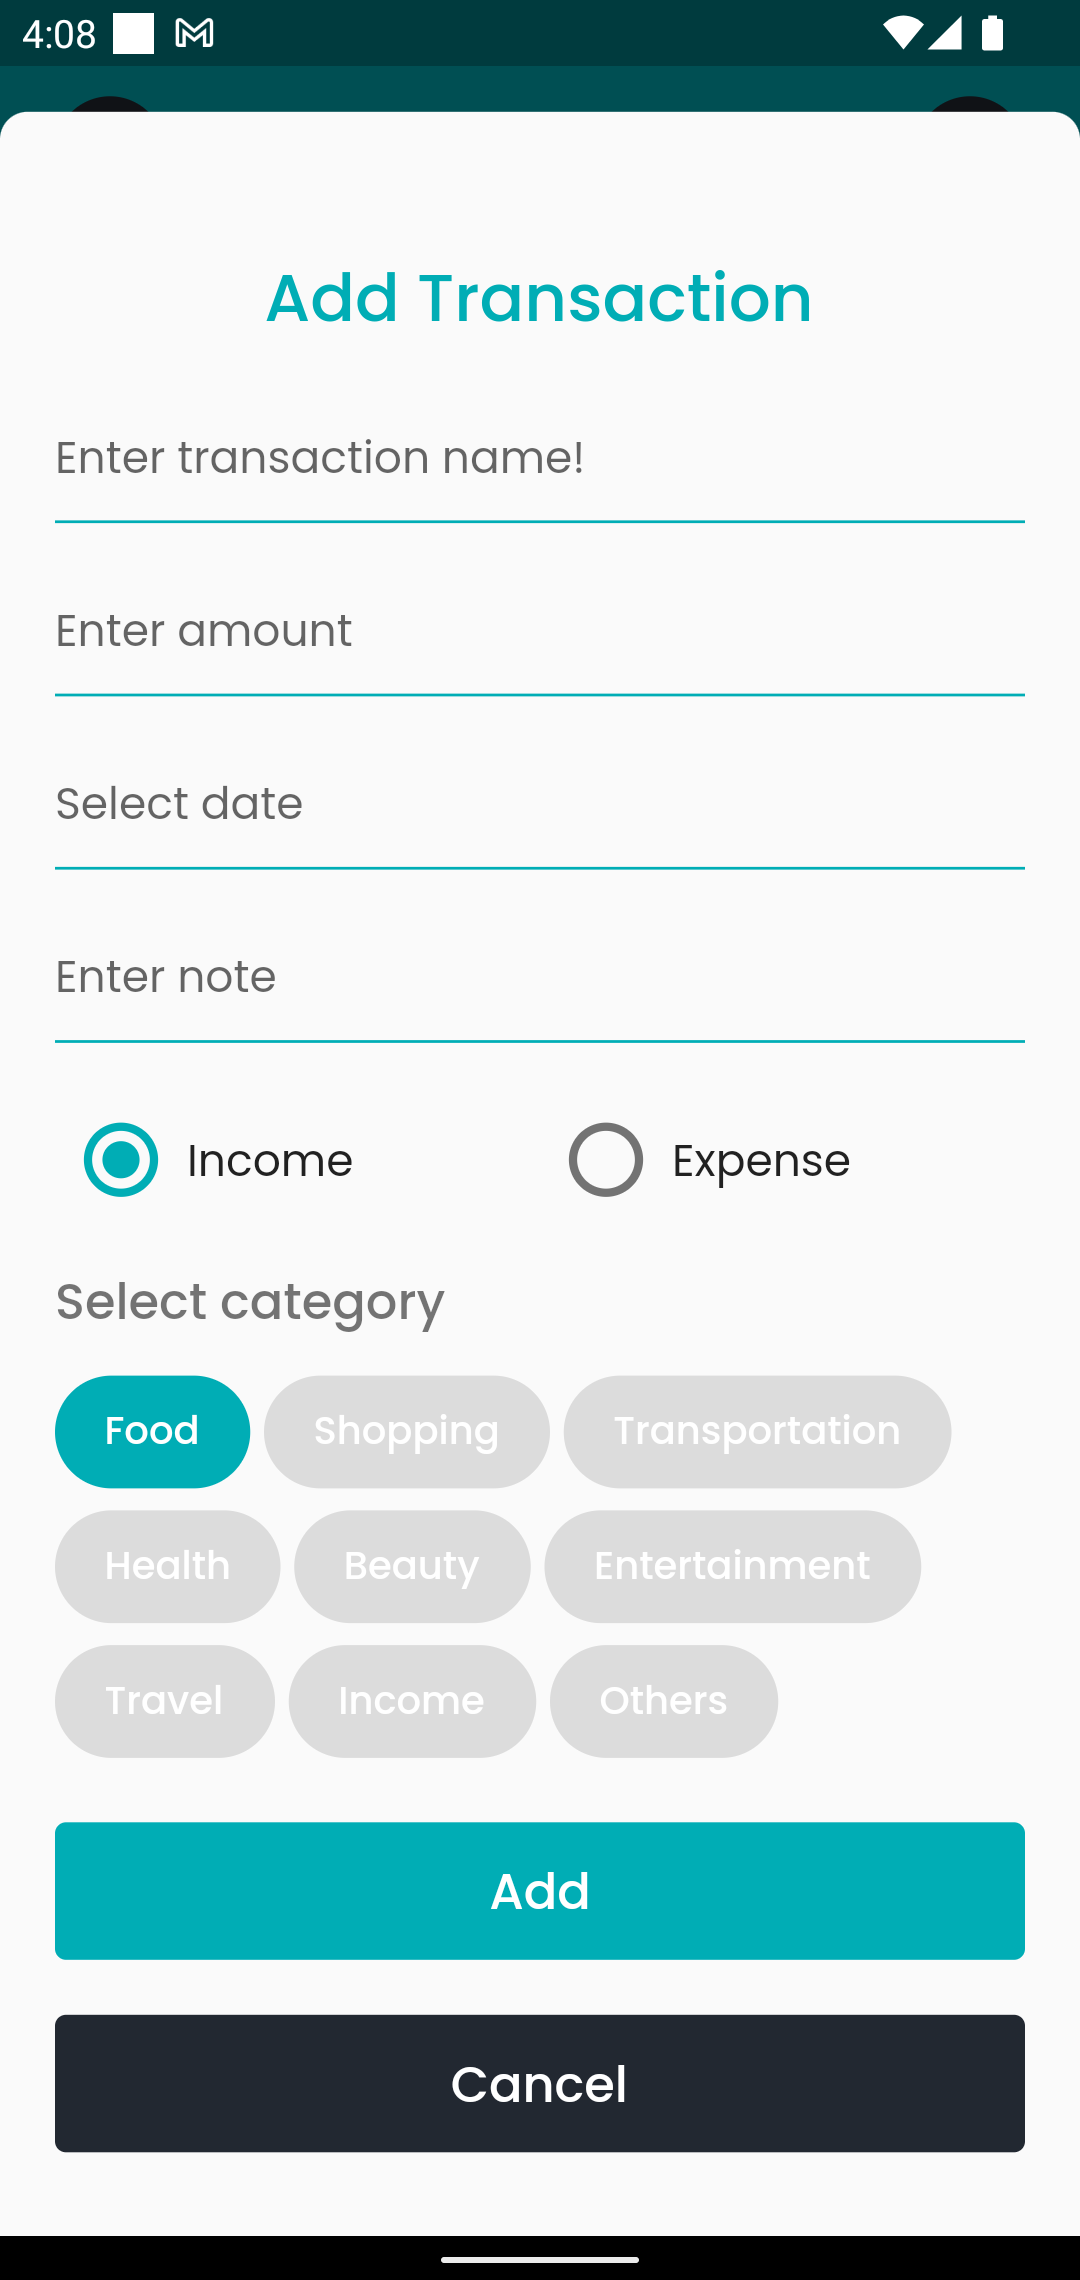 4:08
Add Transaction
Enter transaction name!
Enter amount
Select date
Enter note
Income Expense
Select category
Food Shopping Transportation
Health Beauty Entertainment
Travel Income Others
Add
Cancel